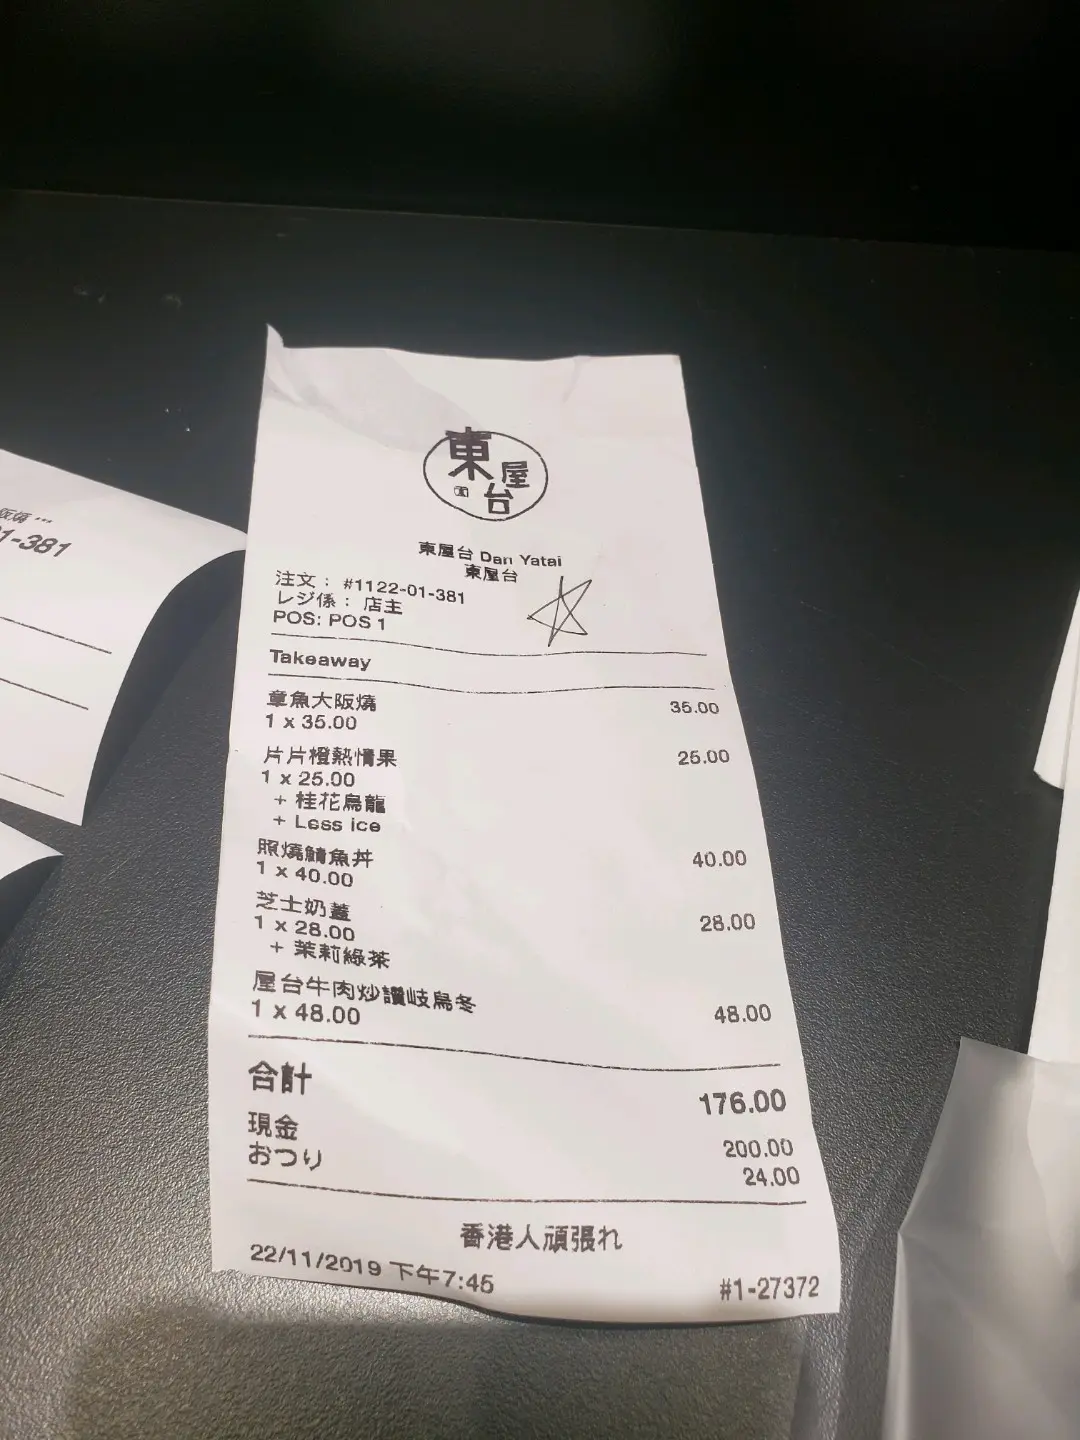 阪燒 ...
1-381
東屋台
東屋台 Dan Yatai
東屋台
注文： #1122-01-381
レジ係： 店主
POS: POS 1
Takeaway
章魚大阪燒 35.00
1 x 35.00
片片橙熱情果 25.00
1 x 25.00
+ 桂花烏龍
+ Less ice
照燒鯖魚丼 40.00
1 x 40.00
芝士奶蓋 28.00
1 x 28.00
+ 茉莉綠茶
屋台牛肉炒讚岐烏冬 48.00
1 x 48.00
合計 176.00
現金 200.00
おつり 24.00
香港人頑張れ
22/11/2019 下午7:45 #1-27372